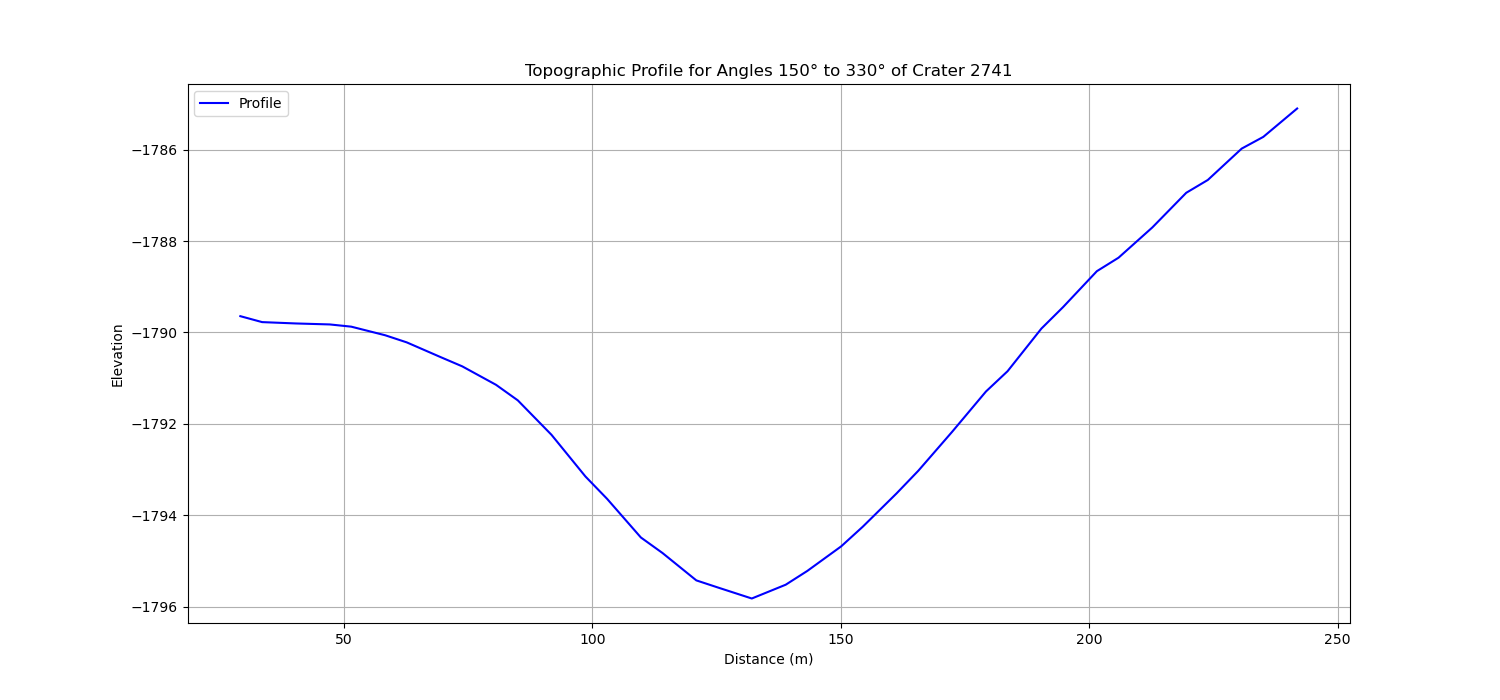 Topographic Profile for Angles 150° to 330° of Crater 2741
Profile
−1786
−1788
−1790
−1792
−1794
−1796
Elevation
50
100
150
200
250
Distance (m)